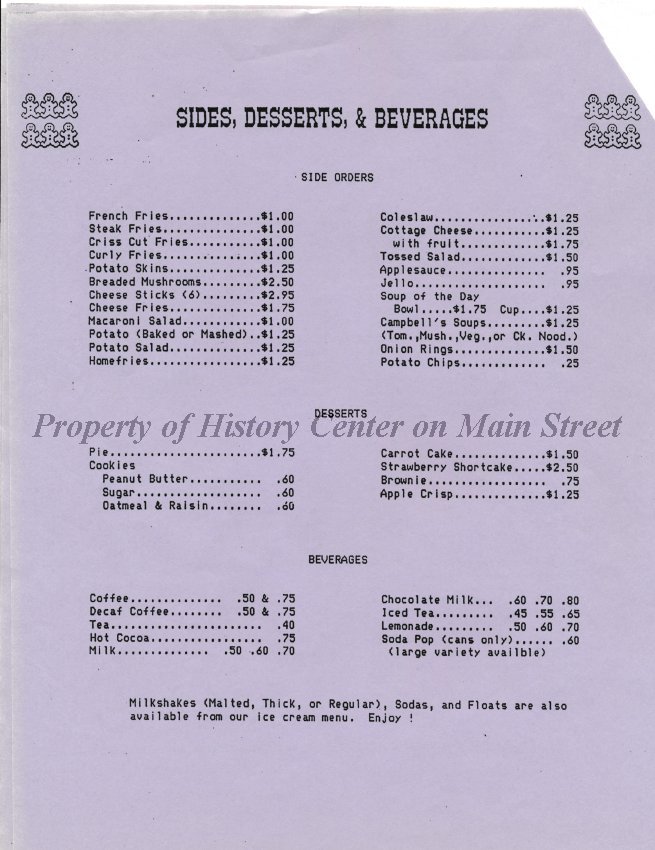 SIDES, DESSERTS, & BEVERAGES
SIDE ORDERS
French Fries..............$1.00
Steak Fries...............$1.00
Criss Cut Fries...........$1.00
Curly Fries...............$1.00
Potato Skins..............$1.25
Breaded Mushrooms.........$2.50
Cheese Sticks (6).........$2.95
Cheese Fries..............$1.75
Macaroni Salad............$1.00
Potato (Baked or Mashed)..$1.25
Potato Salad..............$1.25
Homefries.................$1.25
Coleslaw.................$1.25
Cottage Cheese...........$1.25
with fruit.............$1.75
Tossed Salad.............$1.50
Applesauce............... .95
Jello.................... .95
Soup of the Day
Bowl.....$1.75 Cup....$1.25
Campbell's Soups.........$1.25
(Tom.,Mush.,Veg.,or Ck. Nood.)
Onion Rings..............$1.50
Potato Chips............. .25
DESSERTS
Property of History Center on Main Street
Pie.......................$1.75
Cookies
Peanut Butter........... .60
Sugar................... .60
Oatmeal & Raisin........ .60
Carrot Cake..............$1.50
Strawberry Shortcake.....$2.50
Brownie.................. .75
Apple Crisp..............$1.25
BEVERAGES
Coffee.............. .50 & .75
Decaf Coffee........ .50 & .75
Tea....................... .40
Hot Cocoa................. .75
Milk.............. .50 .60 .70
Chocolate Milk... .60 .70 .80
Iced Tea......... .45 .55 .65
Lemonade......... .50 .60 .70
Soda Pop (cans only)...... .60
(large variety availble)
Milkshakes (Malted, Thick, or Regular), Sodas, and Floats are also
available from our ice cream menu. Enjoy !